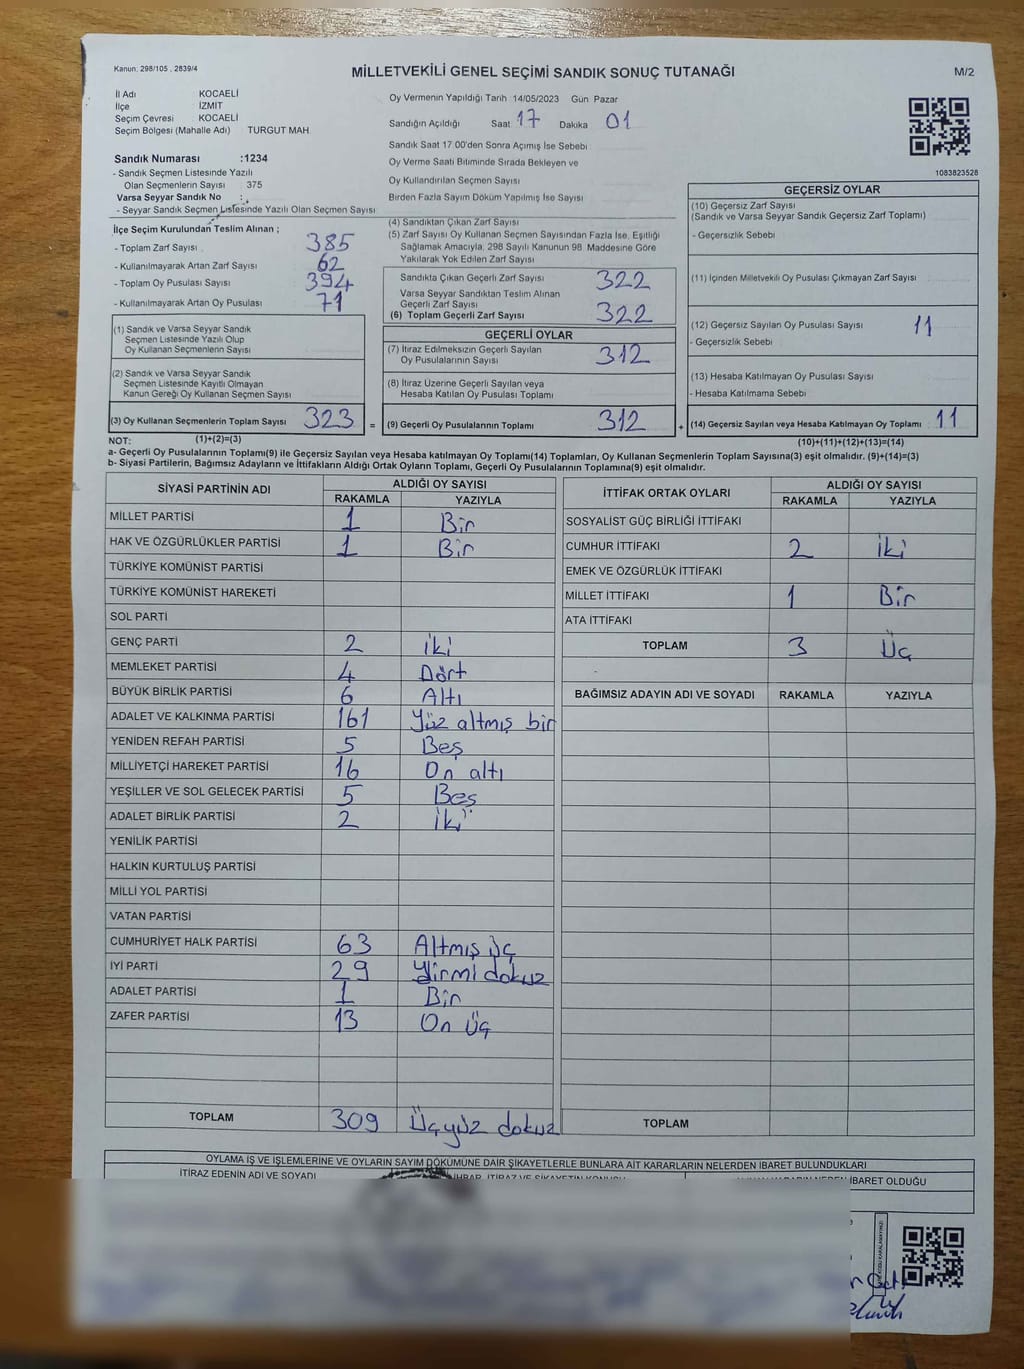 Kanun: 298/105 , 2839/4
MİLLETVEKİLİ GENEL SEÇİMİ SANDIK SONUÇ TUTANAĞI
M/2
İl Adı KOCAELİ
İlçe İZMİT
Seçim Çevresi KOCAELİ
Seçim Bölgesi (Mahalle Adı) TURGUT MAH.
Oy Vermenin Yapıldığı Tarih 14/05/2023 Gün Pazar
Sandığın Açıldığı Saat 17 Dakika 01
Sandık Saat 17 00'den Sonra Açımış İse Sebebi
Oy Verme Saati Bitiminde Sırada Bekleyen ve
Oy Kullandırılan Seçmen Sayısı
Birden Fazla Sayım Döküm Yapılmış İse Sayısı
1083823528
Sandık Numarası :1234
- Sandık Seçmen Listesinde Yazılı
Olan Seçmenlerin Sayısı 375
Varsa Seyyar Sandık No :
- Seyyar Sandık Seçmen Listesinde Yazılı Olan Seçmen Sayısı
İlçe Seçim Kurulundan Teslim Alınan ;
- Toplam Zarf Sayısı 385
- Kullanılmayarak Artan Zarf Sayısı 62
- Toplam Oy Pusulası Sayısı 394
- Kullanılmayarak Artan Oy Pusulası 71
(1) Sandık ve Varsa Seyyar Sandık
Seçmen Listesinde Yazılı Olup
Oy Kullanan Seçmenlerin Sayısı
(2) Sandık ve Varsa Seyyar Sandık
Seçmen Listesinde Kayıtlı Olmayan
Kanun Gereği Oy Kullanan Seçmen Sayısı
(3) Oy Kullanan Seçmenlerin Toplam Sayısı 323 =
(4) Sandıktan Çıkan Zarf Sayısı
(5) Zarf Sayısı Oy Kullanan Seçmen Sayısından Fazla İse, Eşitliği
Sağlamak Amacıyla, 298 Sayılı Kanunun 98. Maddesine Göre
Yakılarak Yok Edilen Zarf Sayısı
Sandıkta Çıkan Geçerli Zarf Sayısı 322
Varsa Seyyar Sandıktan Teslim Alınan
Geçerli Zarf Sayısı
(6) Toplam Geçerli Zarf Sayısı 322
GEÇERLİ OYLAR
(7) İtiraz Edilmeksizin Geçerli Sayılan
Oy Pusulalarının Sayısı 312
(8) İtiraz Üzerine Geçerli Sayılan veya
Hesaba Katılan Oy Pusulası Toplamı
(9) Geçerli Oy Pusulalarının Toplamı 312 +
GEÇERSİZ OYLAR
(10) Geçersiz Zarf Sayısı
(Sandık ve Varsa Seyyar Sandık Geçersiz Zarf Toplamı)
- Geçersizlik Sebebi
(11) İçinden Milletvekili Oy Pusulası Çıkmayan Zarf Sayısı
(12) Geçersiz Sayılan Oy Pusulası Sayısı 11
- Geçersizlik Sebebi
(13) Hesaba Katılmayan Oy Pusulası Sayısı
- Hesaba Katılmama Sebebi
(14) Geçersiz Sayılan veya Hesaba Katılmayan Oy Toplamı 11
NOT: (1)+(2)=(3) (10)+(11)+(12)+(13)=(14)
a- Geçerli Oy Pusulalarının Toplamı(9) ile Geçersiz Sayılan veya Hesaba katılmayan Oy Toplamı(14) Toplamları, Oy Kullanan Seçmenlerin Toplam Sayısına(3) eşit olmalıdır. (9)+(14)=(3)
b- Siyasi Partilerin, Bağımsız Adayların ve İttifakların Aldığı Ortak Oyların Toplamı, Geçerli Oy Pusulalarının Toplamına(9) eşit olmalıdır.
SİYASİ PARTİNİN ADI ALDIĞI OY SAYISI
RAKAMLA YAZIYLA
MİLLET PARTİSİ 1 Bir
HAK VE ÖZGÜRLÜKLER PARTİSİ 1 Bir
TÜRKİYE KOMÜNİST PARTİSİ
TÜRKİYE KOMÜNİST HAREKETİ
SOL PARTİ
GENÇ PARTİ 2 İki
MEMLEKET PARTİSİ 4 Dört
BÜYÜK BİRLİK PARTİSİ 6 Altı
ADALET VE KALKINMA PARTİSİ 161 Yüz altmış bir
YENİDEN REFAH PARTİSİ 5 Beş
MİLLİYETÇİ HAREKET PARTİSİ 16 On altı
YEŞİLLER VE SOL GELECEK PARTİSİ 5 Beş
ADALET BİRLİK PARTİSİ 2 İki
YENİLİK PARTİSİ
HALKIN KURTULUŞ PARTİSİ
MİLLİ YOL PARTİSİ
VATAN PARTİSİ
CUMHURİYET HALK PARTİSİ 63 Altmış üç
İYİ PARTİ 29 Yirmi dokuz
ADALET PARTİSİ 1 Bir
ZAFER PARTİSİ 13 On üç
TOPLAM 309 Üçyüz dokuz
İTTİFAK ORTAK OYLARI ALDIĞI OY SAYISI
RAKAMLA YAZIYLA
SOSYALİST GÜÇ BİRLİĞİ İTTİFAKI
CUMHUR İTTİFAKI 2 İki
EMEK VE ÖZGÜRLÜK İTTİFAKI
MİLLET İTTİFAKI 1 Bir
ATA İTTİFAKI
TOPLAM 3 Üç
BAĞIMSIZ ADAYIN ADI VE SOYADI RAKAMLA YAZIYLA
TOPLAM
OYLAMA İŞ VE İŞLEMLERİNE VE OYLARIN SAYIM DÖKÜMÜNE DAİR ŞİKAYETLERLE BUNLARA AİT KARARLARIN NELERDEN İBARET BULUNDUKLARI
İTİRAZ EDENİN ADI VE SOYADI
İBARET OLDUĞU